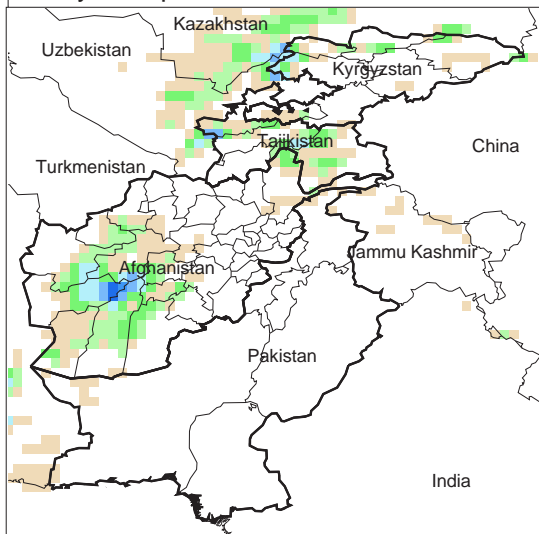 Kazakhstan
Uzbekistan
Kyrgyzstan
Tajikistan
China
Turkmenistan
Jammu Kashmir
Afghanistan
Pakistan
India